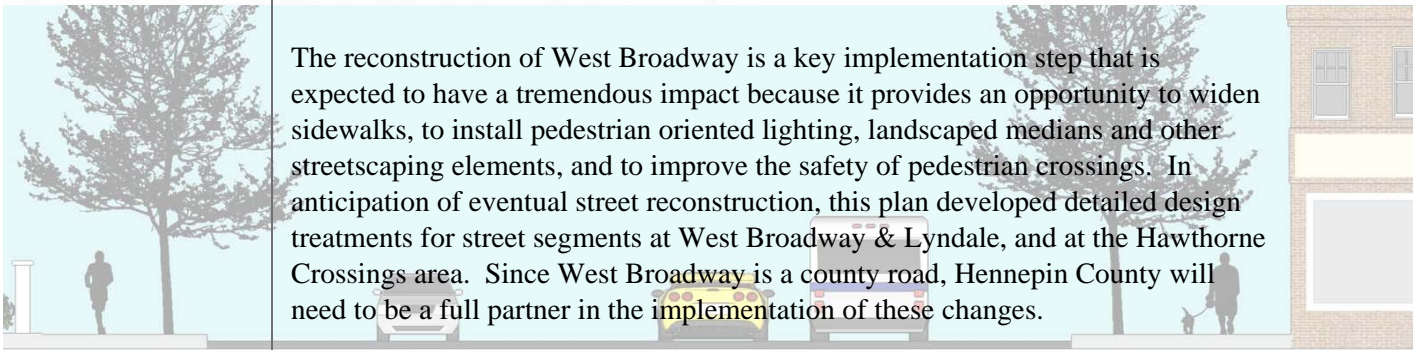 The reconstruction of West Broadway is a key implementation step that is
expected to have a tremendous impact because it provides an opportunity to widen
sidewalks, to install pedestrian oriented lighting, landscaped medians and other
streetscaping elements, and to improve the safety of pedestrian crossings.  In
anticipation of eventual street reconstruction, this plan developed detailed design
treatments for street segments at West Broadway & Lyndale, and at the Hawthorne
Crossings area.  Since West Broadway is a county road, Hennepin County will
need to be a full partner in the implementation of these changes.